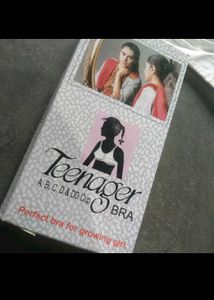 Teenager
A, B, C, D & DD Cup
BRA
Perfect bra for growing girl